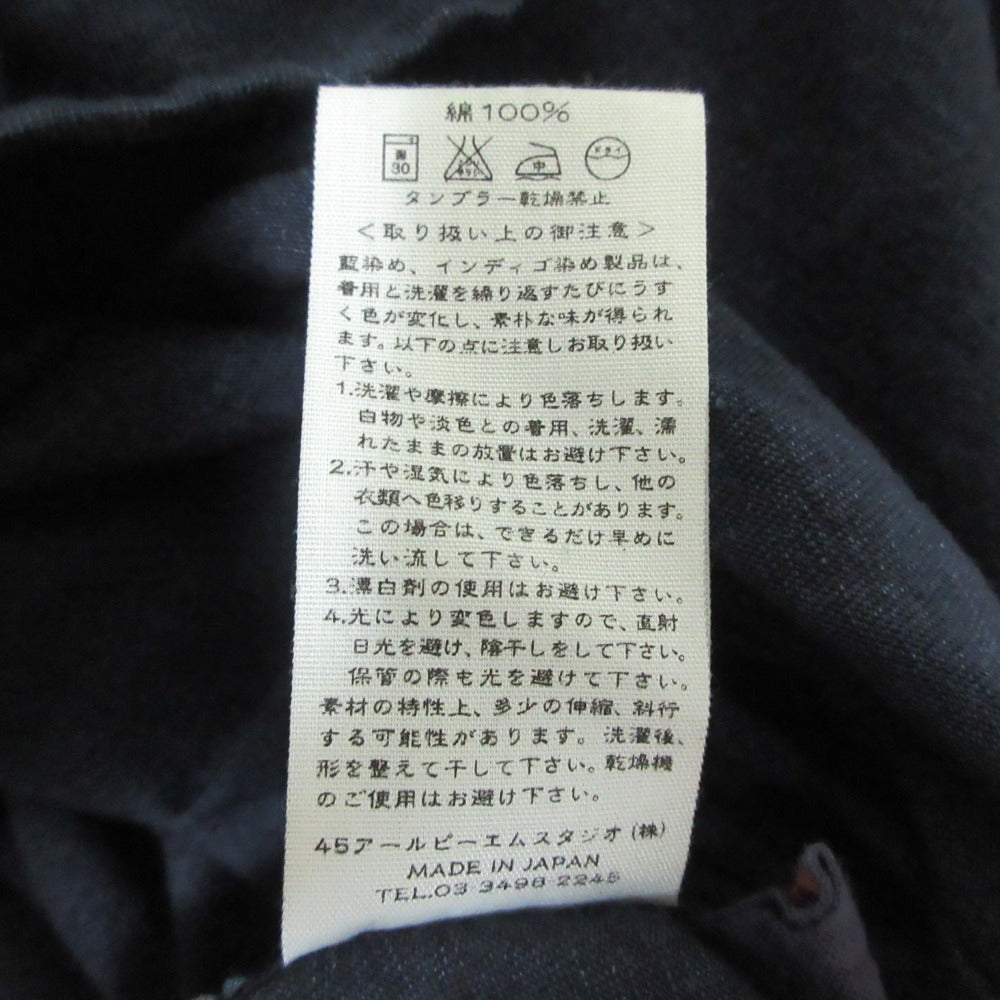 綿100%
30
中
ドライ
タンブラー乾燥禁止
<取り扱い上の御注意>
藍染め、インディゴ染め製品は、
着用と洗濯を繰り返すたびにうす
く色が変化し、素朴な味が得られ
ます。以下の点に注意しお取り扱い
下さい。
1.洗濯や摩擦により色落ちします。
白物や淡色との着用、洗濯、濡
れたままの放置はお避け下さい。
2.汗や湿気により色落ちし、他の
衣類へ色移りすることがあります。
この場合は、できるだけ早めに
洗い流して下さい。
3.漂白剤の使用はお避け下さい。
4.光により変色しますので、直射
日光を避け、陰干しをして下さい。
保管の際も光を避けて下さい。
素材の特性上、多少の伸縮、斜行
する可能性があります。洗濯後、
形を整えて干して下さい。乾燥機
のご使用はお避け下さい。
45アールピーエムスタジオ(株)
MADE IN JAPAN
TEL.03 3498 2245